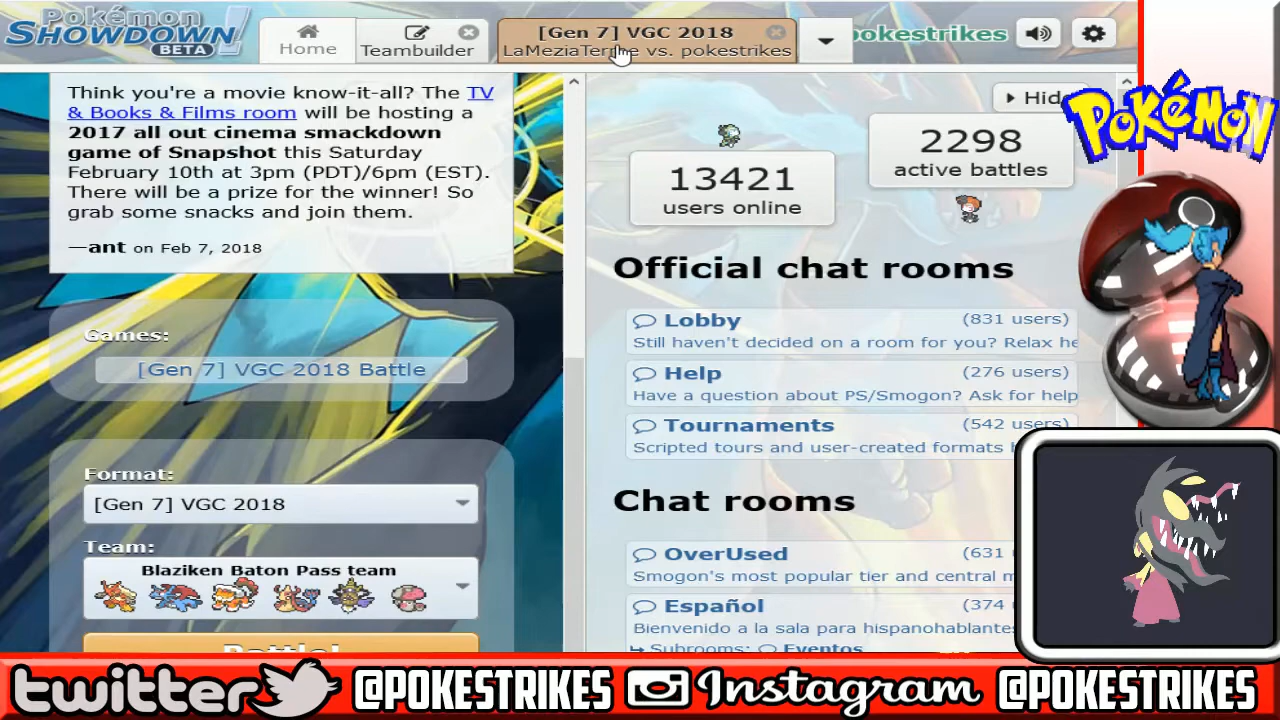 Pokémon
SHOWDOWN!
BETA
Home
Teambuilder
[Gen 7] VGC 2018
vs. pokestrikes
pokestrikes
Think you're a movie know-it-all? The TV
& Books & Films room will be hosting a
2017 all out cinema smackdown
game of Snapshot this Saturday
February 10th at 3pm (PDT)/6pm (EST).
There will be a prize for the winner! So
grab some snacks and join them.
—ant on Feb 7, 2018
Games:
[Gen 7] VGC 2018 Battle
Format:
[Gen 7] VGC 2018
Team:
Blaziken Baton Pass team
Battle!
Hid
13421
users online
2298
active battles
Official chat rooms
Lobby (831 users)
Still haven't decided on a room for you? Relax he
Help (276 users)
Have a question about PS/Smogon? Ask for help
Tournaments (542 users)
Scripted tours and user-created formats
Chat rooms
OverUsed (631
Smogon's most popular tier and central m
Español (374
Bienvenido a la sala para hispanohablantes
Subrooms: Eventos
POKéMON
twitter @POKESTRIKES Instagram @POKESTRIKES